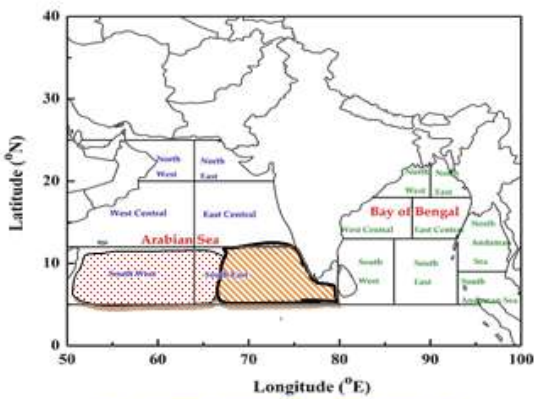 40
30
20
10
0
Latitude (°N)
50
60
70
80
90
100
Longitude (°E)
North
West
North
East
West Central
East Central
Arabian Sea
South West
South East
North
West
North
East
Bay of Bengal
West Central
East Central
North
Andaman
Sea
South
West
South
East
South
Andaman Sea